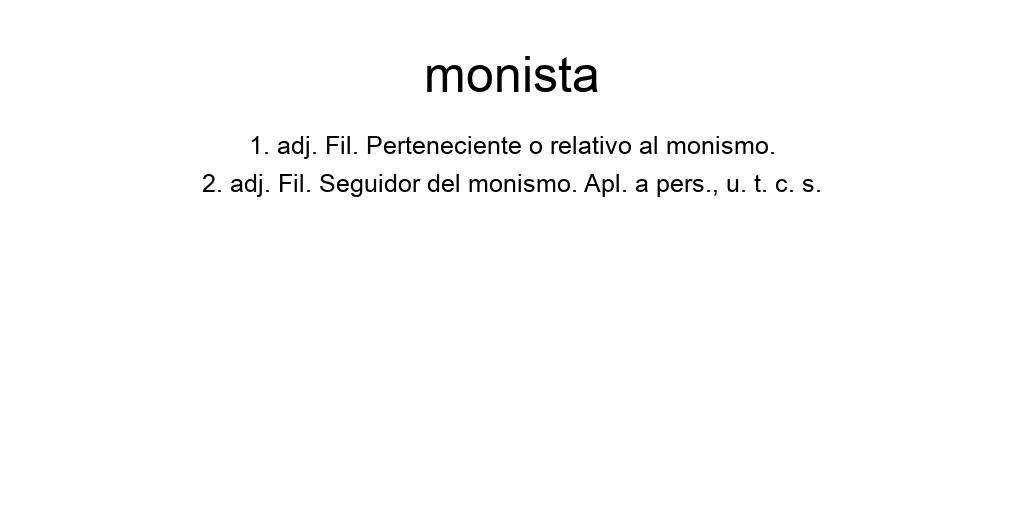 monista
1. adj. Fil. Perteneciente o relativo al monismo.
2. adj. Fil. Seguidor del monismo. Apl. a pers., u. t. c. s.